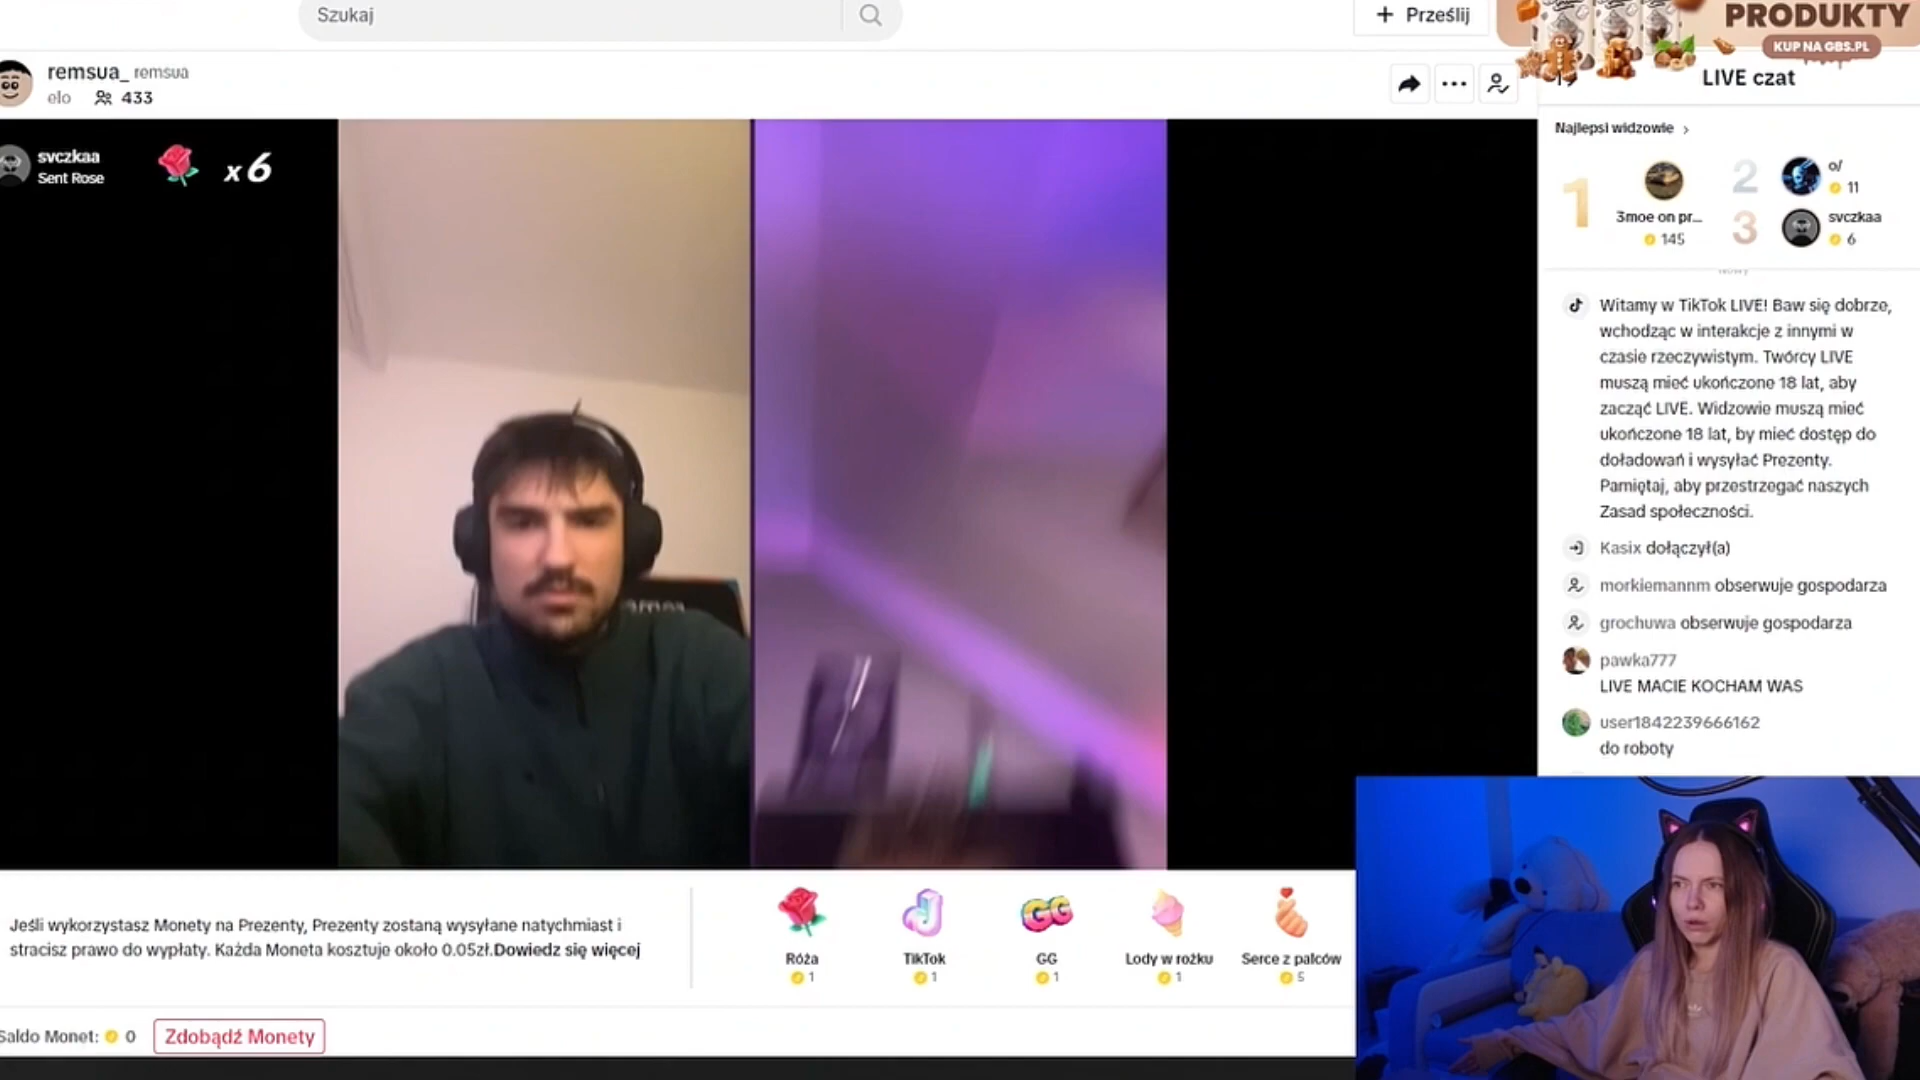 Szukaj
+ Prześlij
PRODUKTY
KUP NA GBS.PL
remsua_ remsua
elo 433
LIVE czat
svczkaa
Sent Rose
x 6
Najlepsi widzowie >
1
3moe on pr...
145
2
o/
11
3
svczkaa
6
Nowy
Witamy w TikTok LIVE! Baw się dobrze,
wchodząc w interakcje z innymi w
czasie rzeczywistym. Twórcy LIVE
muszą mieć ukończone 18 lat, aby
zacząć LIVE. Widzowie muszą mieć
ukończone 18 lat, by mieć dostęp do
doładowań i wysyłać Prezenty.
Pamiętaj, aby przestrzegać naszych
Zasad społeczności.
Kasix dołączył(a)
morkiemannm obserwuje gospodarza
grochuwa obserwuje gospodarza
pawka777
LIVE MACIE KOCHAM WAS
user1842239666162
do roboty
Jeśli wykorzystasz Monety na Prezenty, Prezenty zostaną wysyłane natychmiast i
stracisz prawo do wypłaty. Każda Moneta kosztuje około 0.05zł.Dowiedz się więcej
GG
Róża
1
TikTok
1
GG
1
Lody w rożku
1
Serce z palców
5
Saldo Monet: 0
Zdobądź Monety